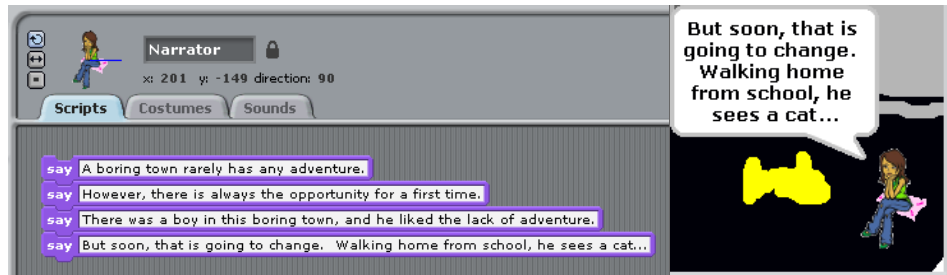 Narrator
x: 201 y: -149 direction: 90
Scripts Costumes Sounds
say A boring town rarely has any adventure.
say However, there is always the opportunity for a first time.
say There was a boy in this boring town, and he liked the lack of adventure.
say But soon, that is going to change. Walking home from school, he sees a cat...
But soon, that is
going to change.
Walking home
from school, he
sees a cat...